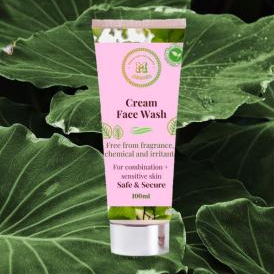 Cream
Face Wash
Free from fragrance,
chemical and irritants
For combination +
sensitive skin
Safe & Secure
100ml